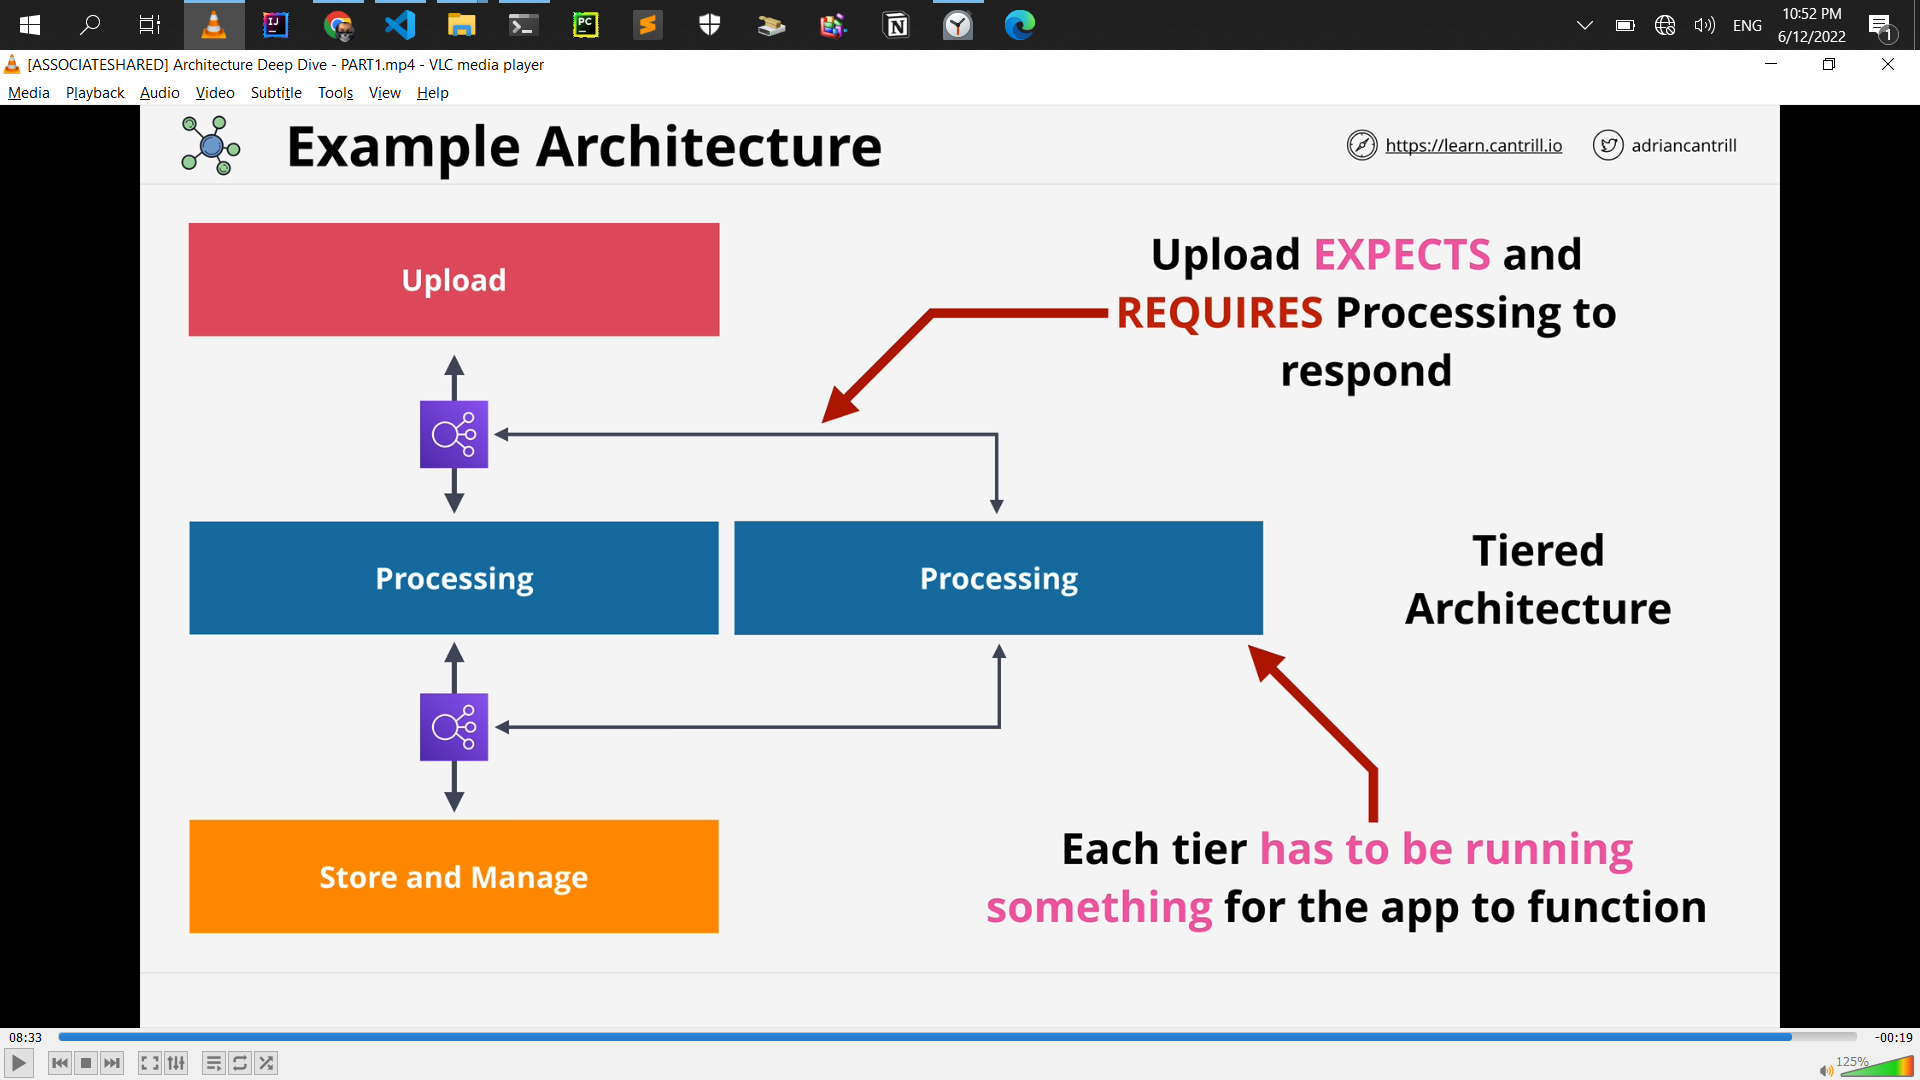 ENG
10:52 PM
6/12/2022
1
[ASSOCIATESHARED] Architecture Deep Dive - PART1.mp4 - VLC media player
Media Playback Audio Video Subtitle Tools View Help
Example Architecture
https://learn.cantrill.io
adriancantrill
Upload
Upload EXPECTS and
REQUIRES Processing to
respond
Processing
Processing
Tiered
Architecture
Store and Manage
Each tier has to be running
something for the app to function
08:33
-00:19
125%
IJ
PC
N